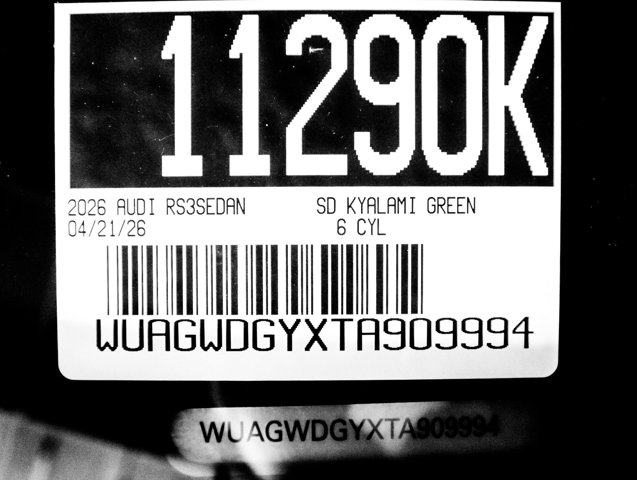 11290K
2026 AUDI RS3SEDAN SD KYALAMI GREEN
04/21/26 6 CYL
WUAGWDGYXTA909994
WUAGWDGYXTA909994